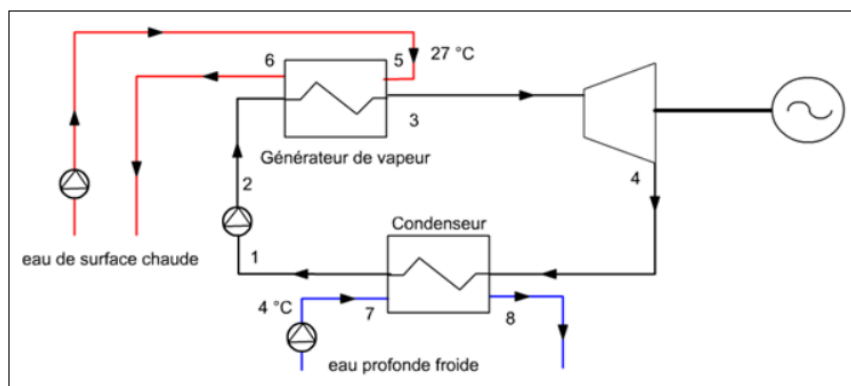 6
5
27 °C
3
Générateur de vapeur
4
2
Condenseur
eau de surface chaude
1
4 °C
7
8
eau profonde froide